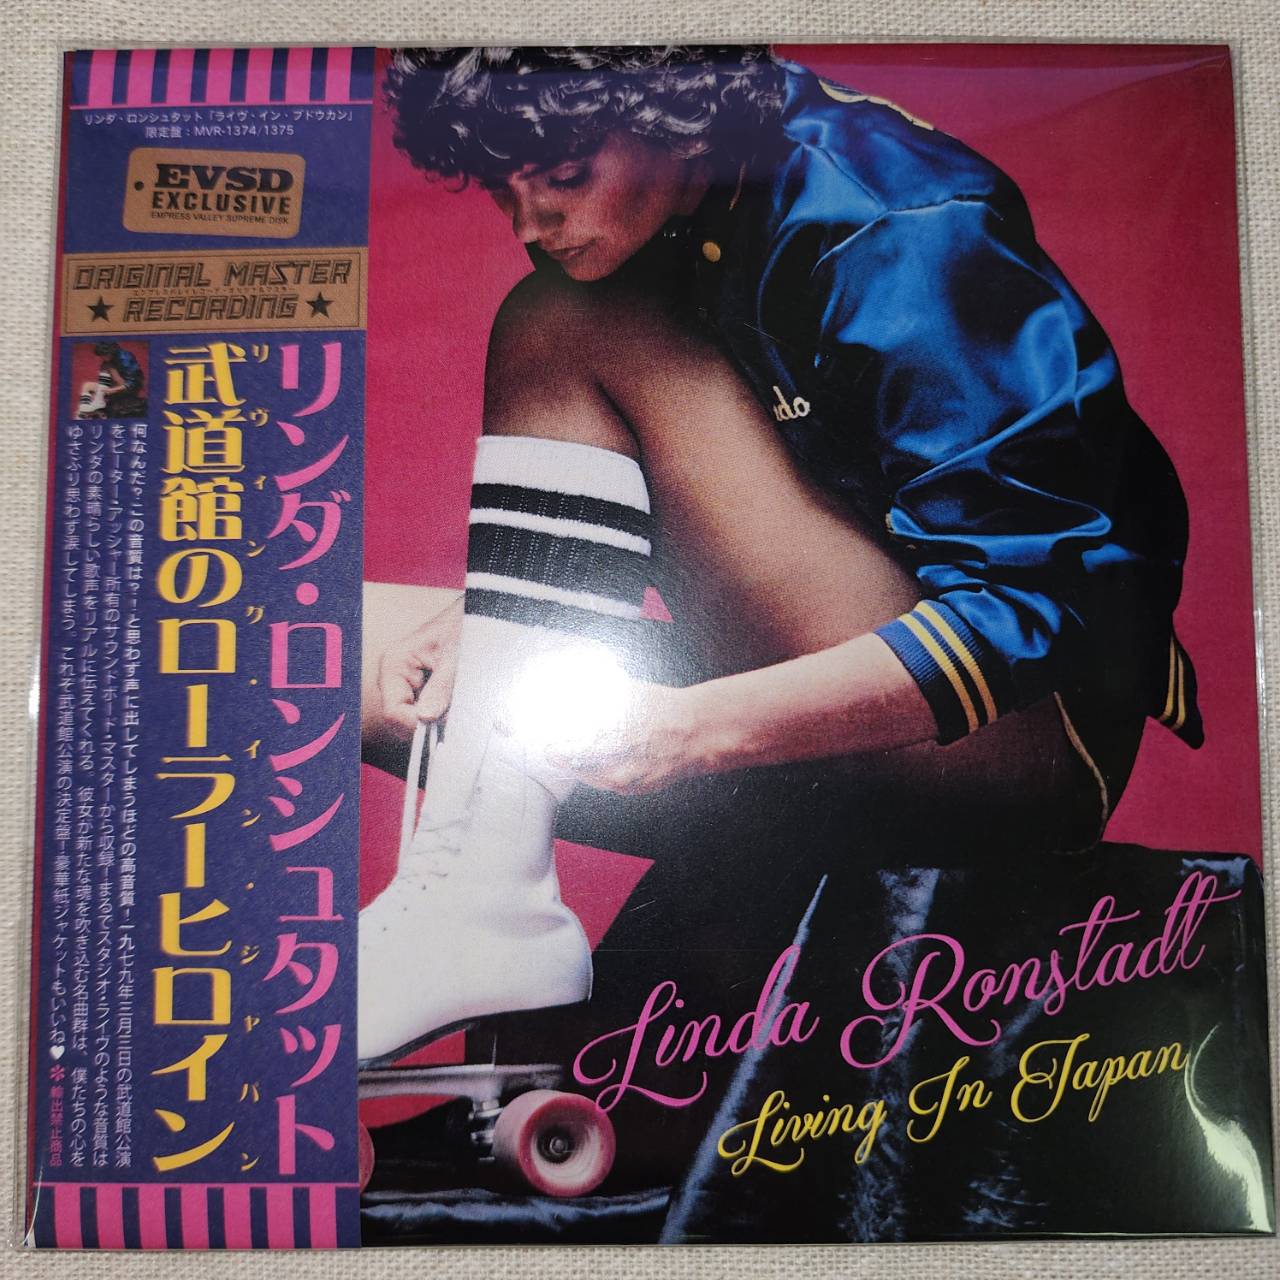 リンダ・ロンシュタット「ライヴ・イン・ブドウカン」
限定盤：MVR-1374/1375
EVSD
EXCLUSIVE
EMPRESS VALLEY SUPREME DISK
ORIGINAL MASTER
★ RECORDING ★
リンダ・ロンシュタット
リヴィング・イン・ジャパン
武道館のローラーヒロイン
何なんだ？この音質は？！と思わず声に出してしまうほどの高音質！一九七九年三月三日の武道館公演
をピーター・アッシャー所有のサウンドボード・マスターから収録！まるでスタジオ・ライヴのような音質は
リンダの素晴らしい歌声をリアルに伝えてくれる。彼女が新たな魂を吹き込む名曲群は、僕たちの心を
ゆさぶり思わず涙してしまう。これぞ武道館公演の決定盤！豪華紙ジャケットもいいね♥ ✽輸出禁止商品
do
Linda Ronstadt
Living In Japan